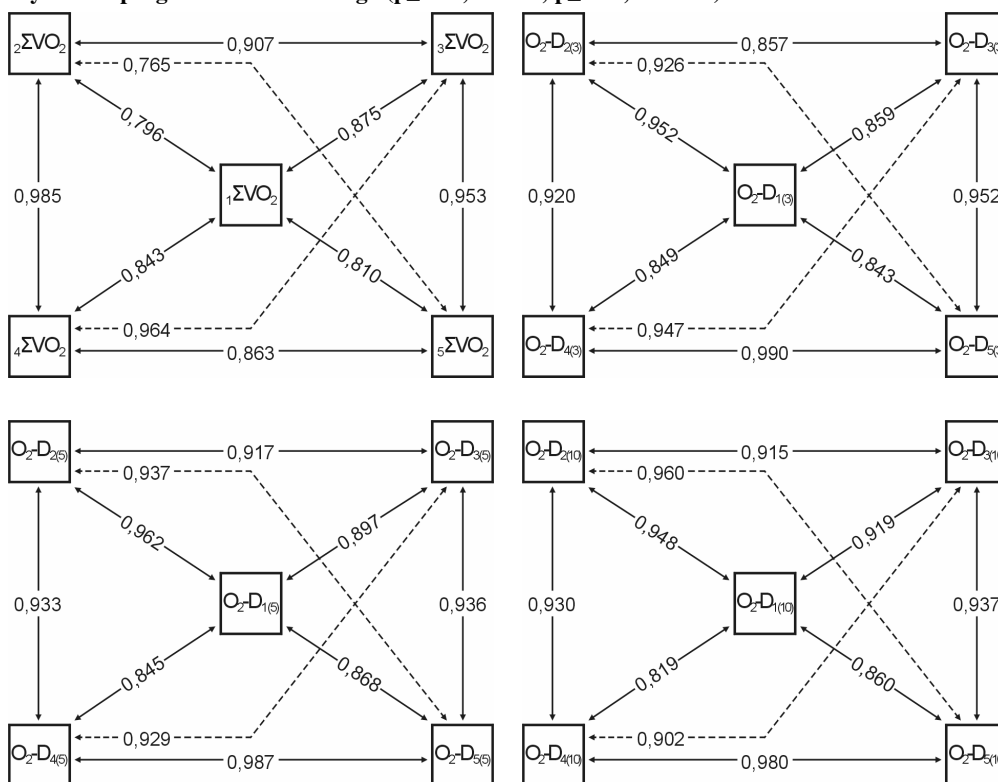 ₂ΣVO₂ 0,907 ₃ΣVO₂ O₂-D₂₍₃₎ 0,857
0,765 0,926
0,796 0,875 0,952 0,859
0,985 ₁ΣVO₂ 0,953 0,920 O₂-D₁₍₃₎ 0,952
0,843 0,810 0,849 0,843
0,964 0,947
₄ΣVO₂ 0,863 ₅ΣVO₂ O₂-D₄₍₃₎ 0,990
O₂-D₂₍₅₎ 0,917 O₂-D₃₍₅₎ O₂-D₂₍₁₀₎ 0,915
0,937 0,960
0,962 0,897 0,948 0,919
0,933 O₂-D₁₍₅₎ 0,936 0,930 O₂-D₁₍₁₀₎ 0,937
0,845 0,868 0,819 0,860
0,929 0,902
O₂-D₄₍₅₎ 0,987 O₂-D₅₍₅₎ O₂-D₄₍₁₀₎ 0,980